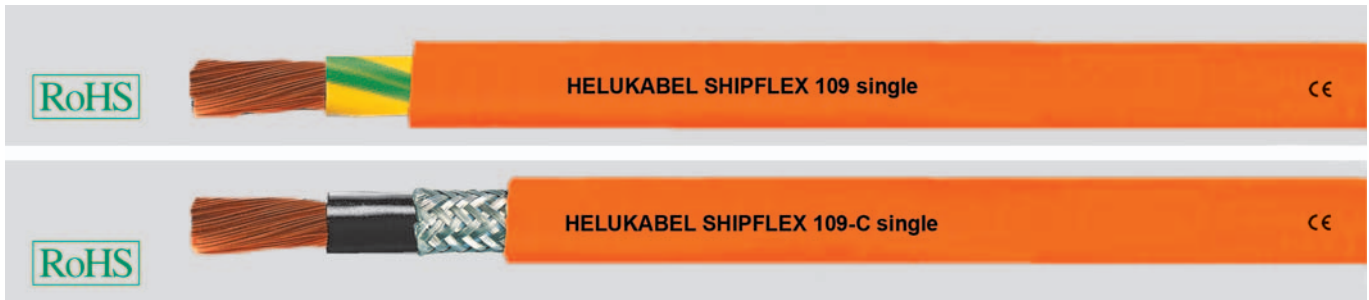 RoHS
HELUKABEL SHIPFLEX 109 single
CE
RoHS
HELUKABEL SHIPFLEX 109-C single
CE